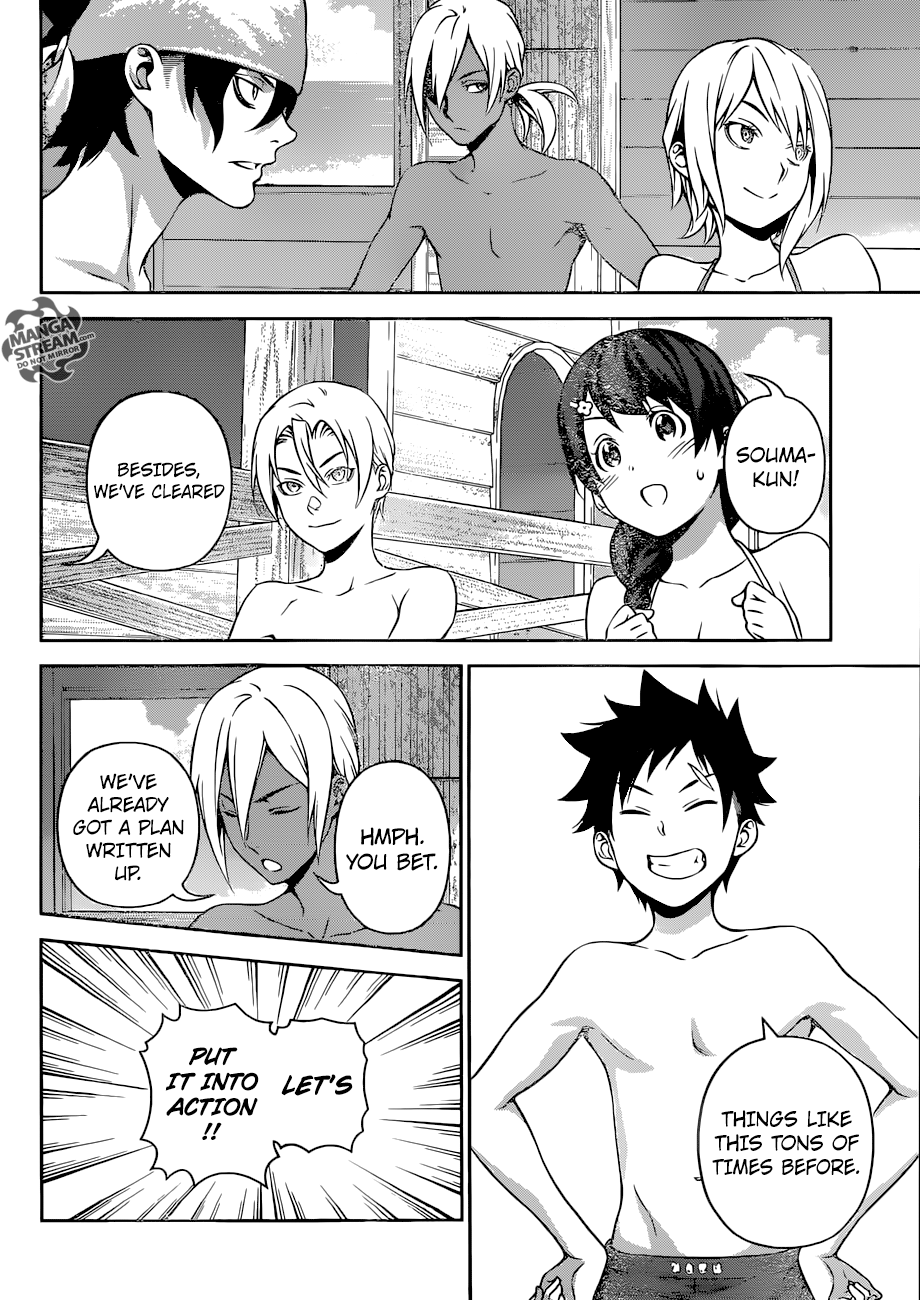 MANGA
STREAM.com
DO NOT MIRROR
SOUMA-
KUN!
BESIDES,
WE'VE CLEARED
THINGS LIKE
THIS TONS OF
TIMES BEFORE.
HMPH.
YOU BET.
WE'VE
ALREADY
GOT A PLAN
WRITTEN
UP.
LET'S
PUT
IT INTO
ACTION
!!